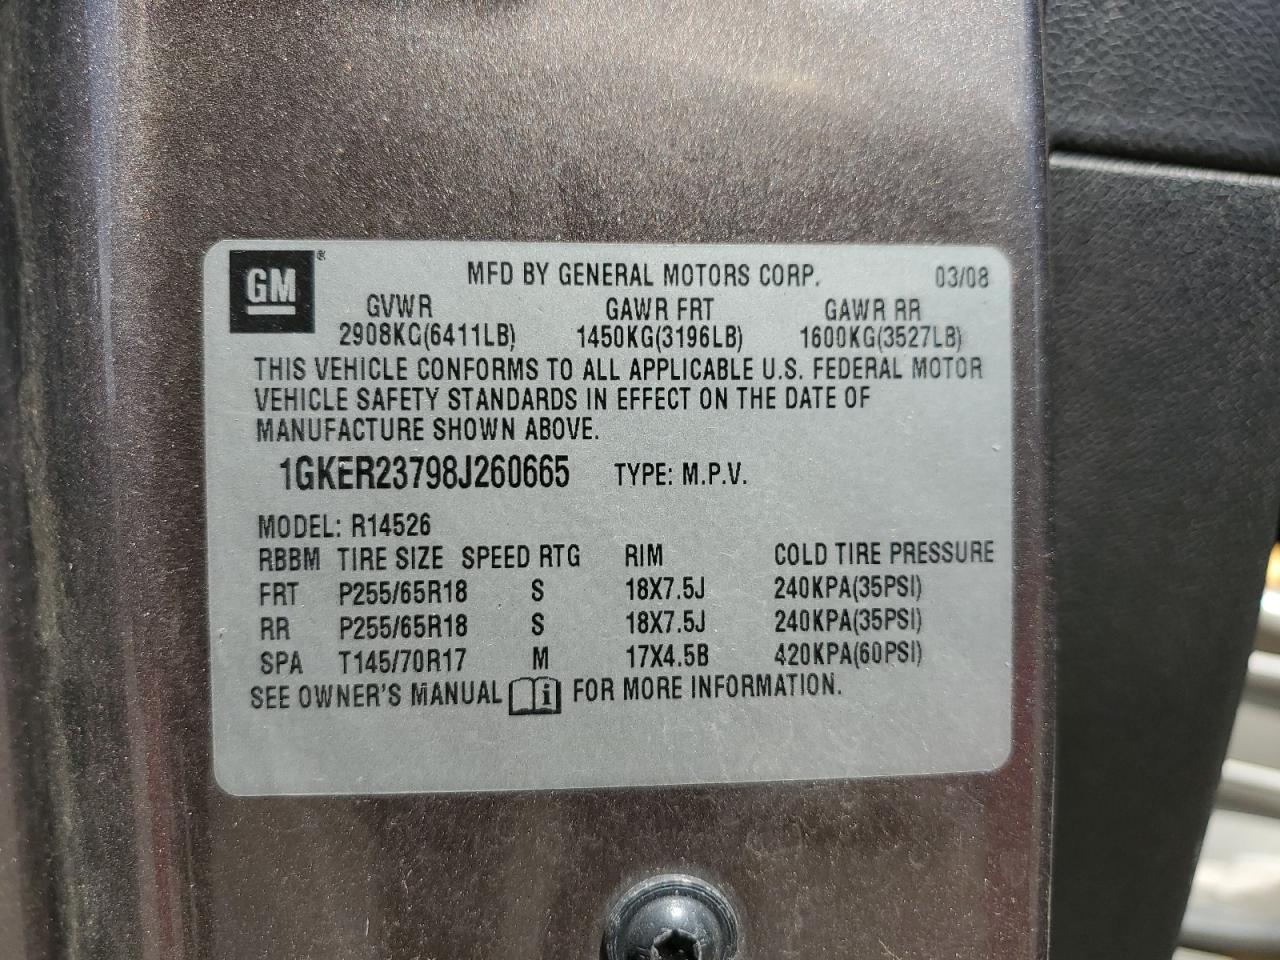 GM ®
MFD BY GENERAL MOTORS CORP. 03/08
GVWR GAWR FRT GAWR RR
2908KG(6411LB) 1450KG(3196LB) 1600KG(3527LB)
THIS VEHICLE CONFORMS TO ALL APPLICABLE U.S. FEDERAL MOTOR
VEHICLE SAFETY STANDARDS IN EFFECT ON THE DATE OF
MANUFACTURE SHOWN ABOVE.
1GKER23798J260665 TYPE: M.P.V.
MODEL: R14526
RBBM TIRE SIZE SPEED RTG RIM COLD TIRE PRESSURE
FRT P255/65R18 S 18X7.5J 240KPA(35PSI)
RR P255/65R18 S 18X7.5J 240KPA(35PSI)
SPA T145/70R17 M 17X4.5B 420KPA(60PSI)
SEE OWNER'S MANUAL i FOR MORE INFORMATION.